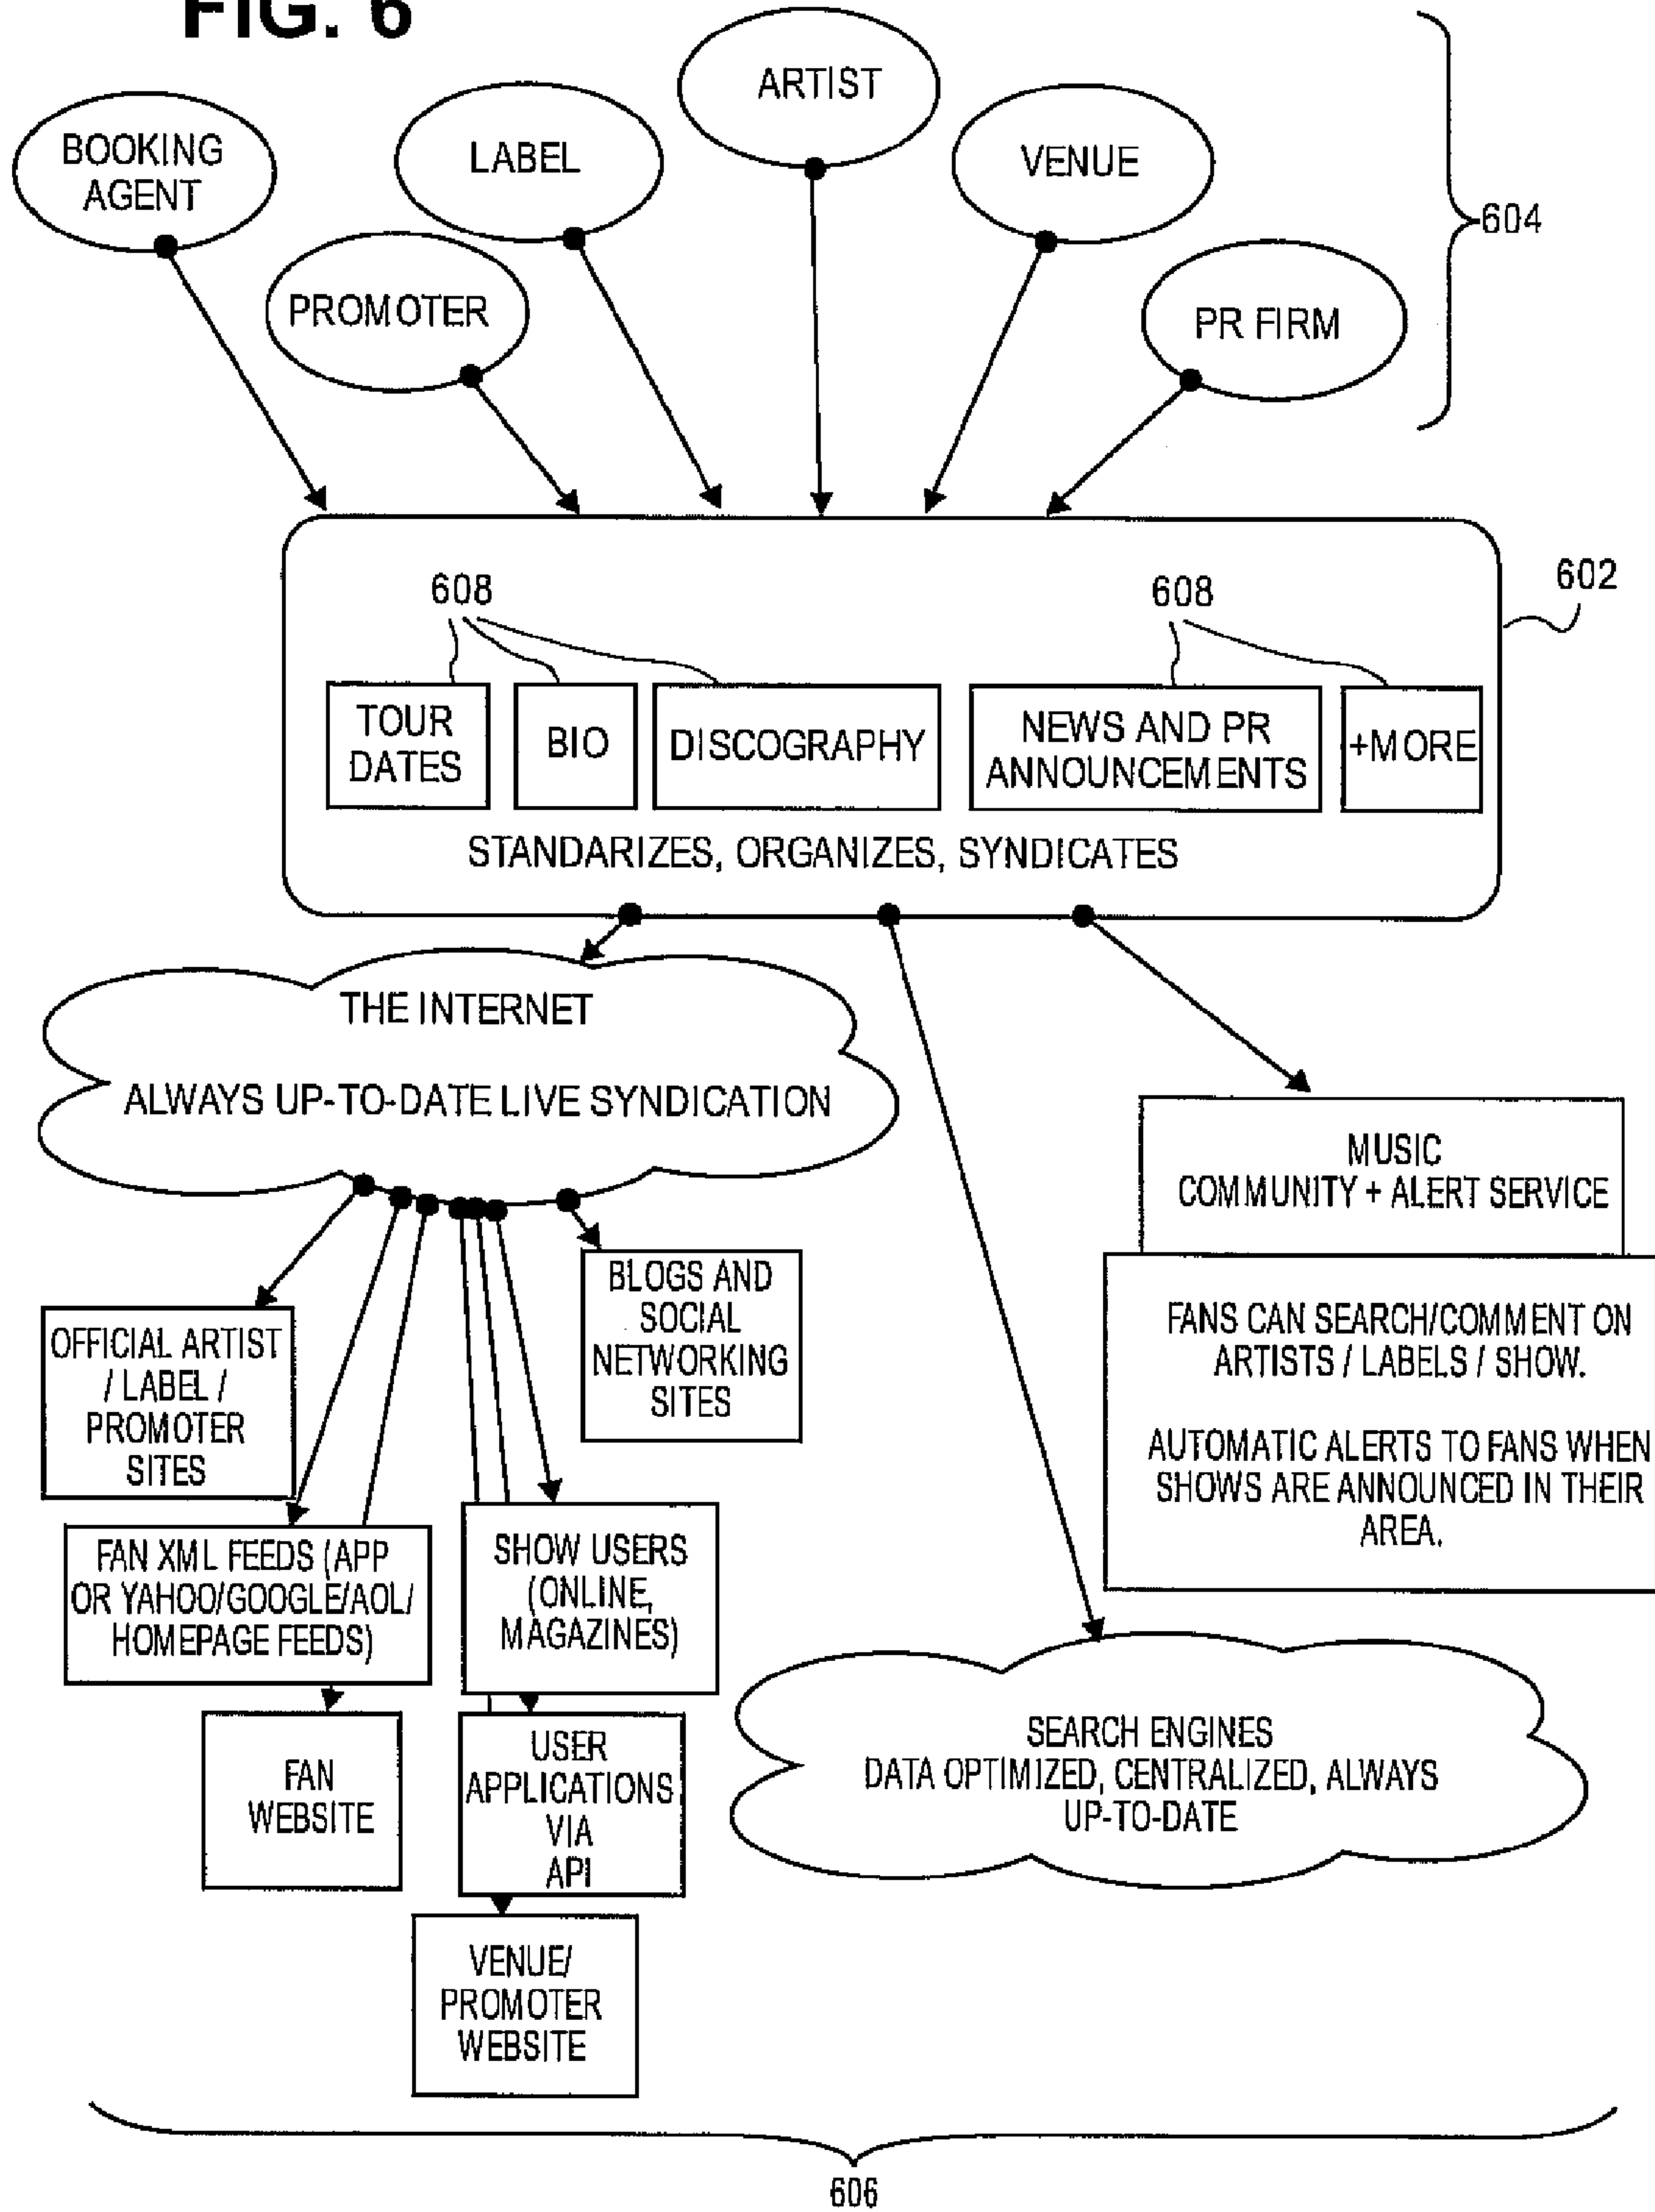 FIG. 6
ARTIST
BOOKING
AGENT
LABEL
VENUE
PROMOTER
PR FIRM
604
602
608
608
TOUR
DATES
BIO
DISCOGRAPHY
NEWS AND PR
ANNOUNCEMENTS
+MORE
STANDARIZES, ORGANIZES, SYNDICATES
THE INTERNET
ALWAYS UP-TO-DATE LIVE SYNDICATION
MUSIC
COMMUNITY + ALERT SERVICE
FANS CAN SEARCH/COMMENT ON
ARTISTS / LABELS / SHOW.
AUTOMATIC ALERTS TO FANS WHEN
SHOWS ARE ANNOUNCED IN THEIR
AREA.
BLOGS AND
SOCIAL
NETWORKING
SITES
OFFICIAL ARTIST
/ LABEL /
PROMOTER
SITES
FAN XML FEEDS (APP
OR YAHOO/GOOGLE/AOL/
HOMEPAGE FEEDS)
SHOW USERS
(ONLINE,
MAGAZINES)
FAN
WEBSITE
USER
APPLICATIONS
VIA
API
SEARCH ENGINES
DATA OPTIMIZED, CENTRALIZED, ALWAYS
UP-TO-DATE
VENUE/
PROMOTER
WEBSITE
606